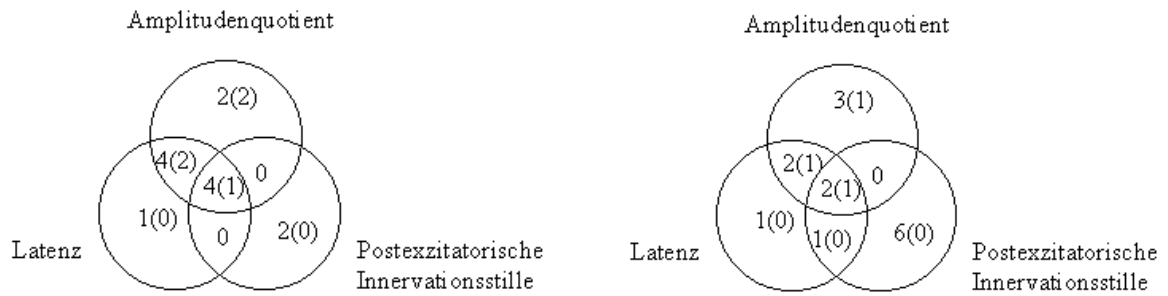 Amplitudenquotient
2(2)
4(2)
4(1)
0
1(0)
0
2(0)
Latenz
Postexzitatorische
Innervationsstille
Amplitudenquotient
3(1)
2(1)
2(1)
0
1(0)
1(0)
6(0)
Latenz
Postexzitatorische
Innervationsstille